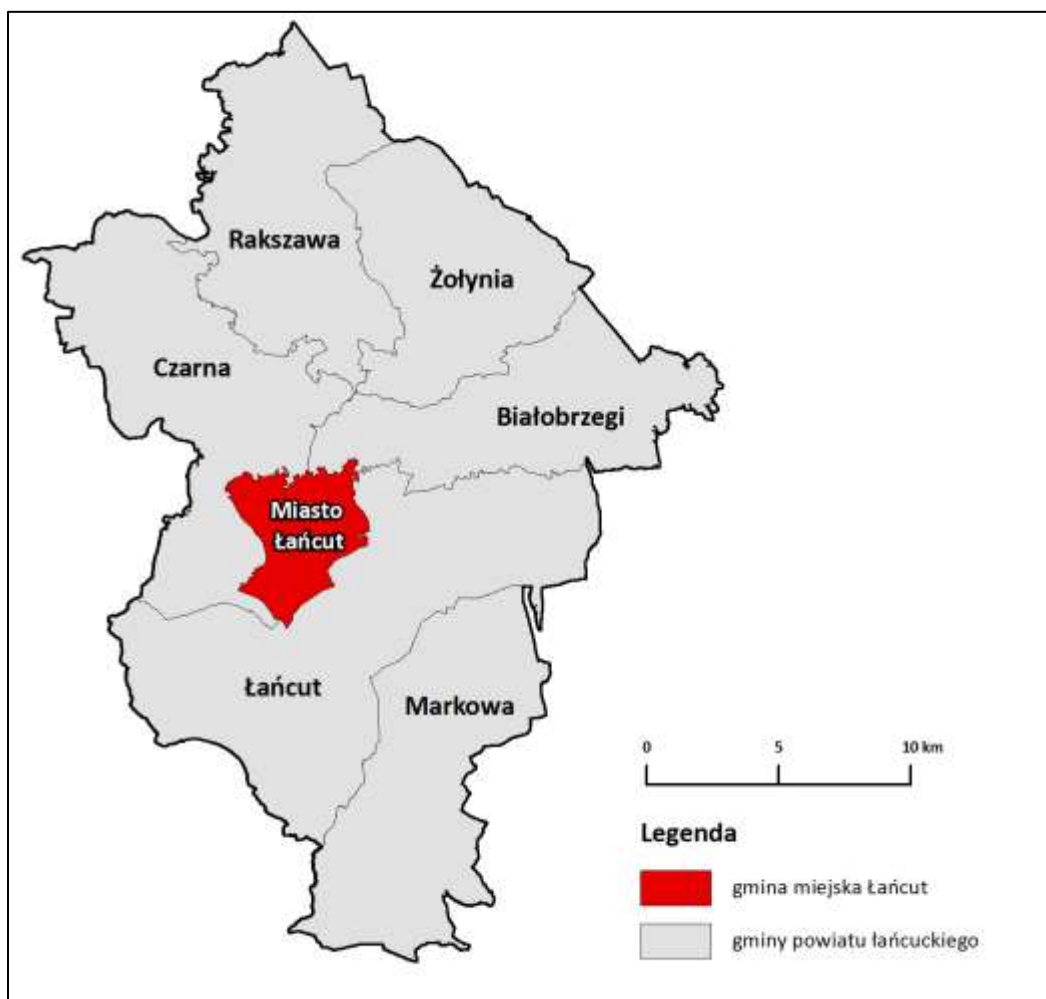 Rakszawa
Żołynia
Czarna
Białobrzegi
Miasto
Łańcut
Łańcut
Markowa
0 5 10 km
Legenda
gmina miejska Łańcut
gminy powiatu łańcuckiego